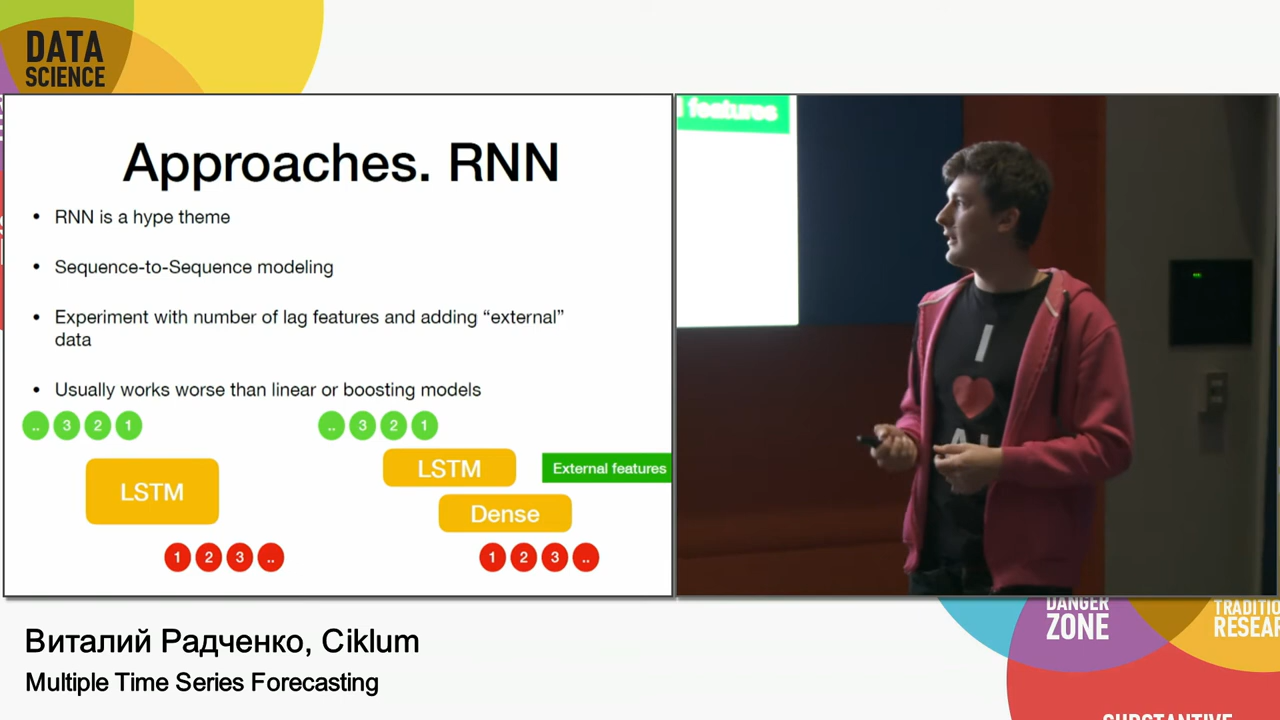 DATA
SCIENCE
Approaches. RNN
• RNN is a hype theme
• Sequence-to-Sequence modeling
• Experiment with number of lag features and adding “external”
data
• Usually works worse than linear or boosting models
.. 3 2 1
.. 3 2 1
LSTM
LSTM
External features
Dense
1 2 3 ..
1 2 3 ..
features
I
AI
Виталий Радченко, Ciklum
Multiple Time Series Forecasting
DANGER
ZONE
SUBSTANTIVE